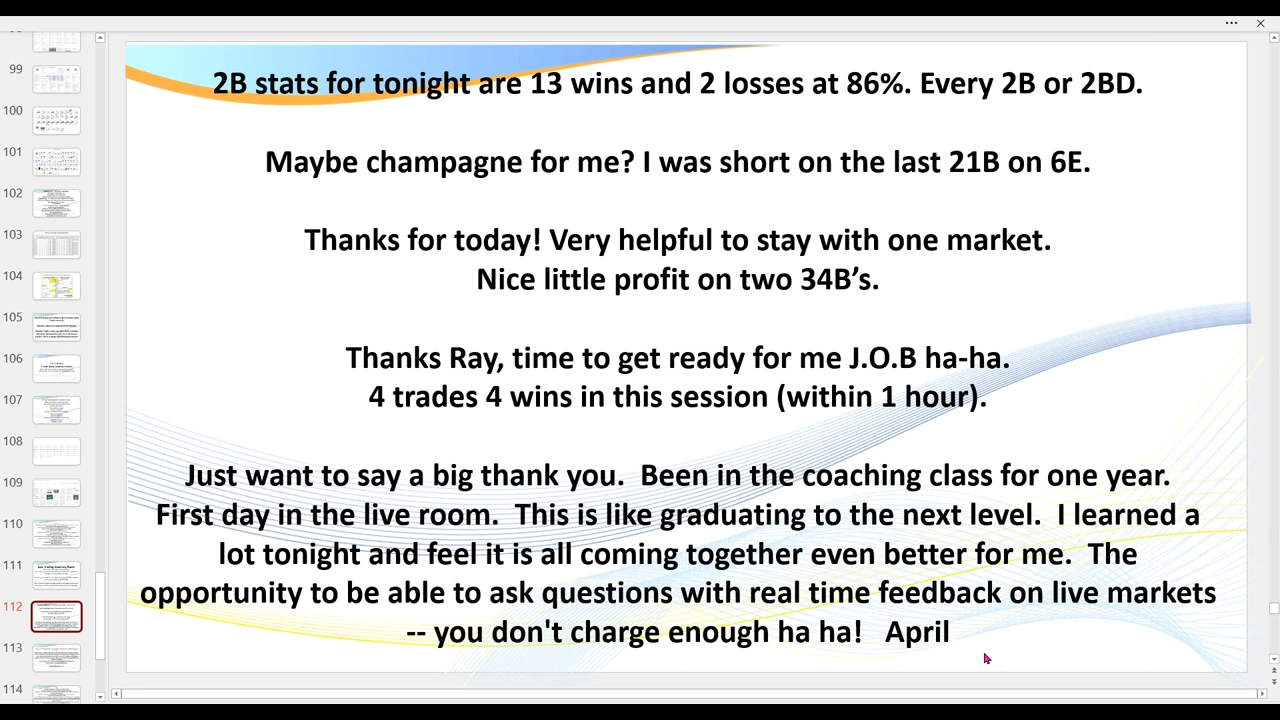 2B stats for tonight are 13 wins and 2 losses at 86%. Every 2B or 2BD.
Maybe champagne for me? I was short on the last 21B on 6E.
Thanks for today! Very helpful to stay with one market.
Nice little profit on two 34B’s.
Thanks Ray, time to get ready for me J.O.B ha-ha.
4 trades 4 wins in this session (within 1 hour).
Just want to say a big thank you.  Been in the coaching class for one year.
First day in the live room.  This is like graduating to the next level.  I learned a
lot tonight and feel it is all coming together even better for me.  The
opportunity to be able to ask questions with real time feedback on live markets
-- you don't charge enough ha ha!   April
99
100
101
102
103
104
105
106
107
108
109
110
112